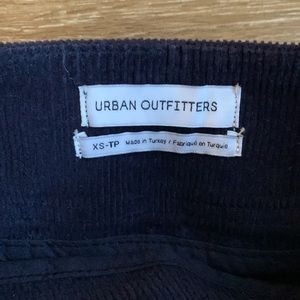 URBAN OUTFITTERS
XS-TP Made in Turkey / Fabriqué en Turquie